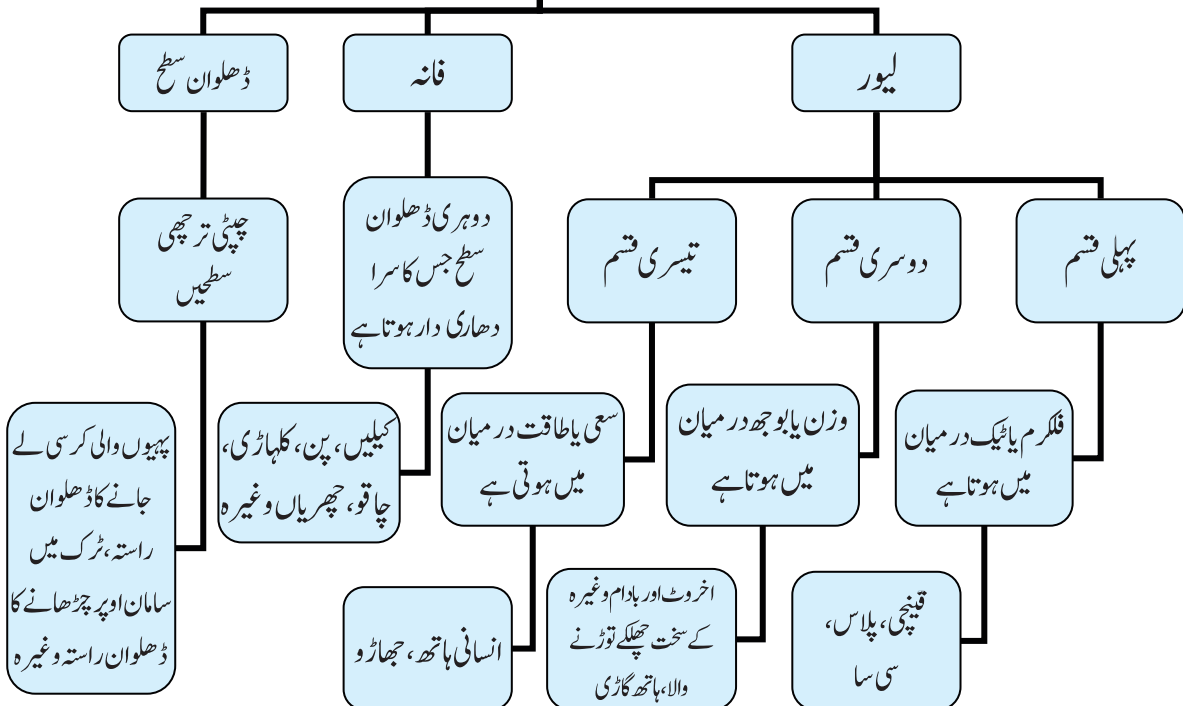 لیور
فانہ
ڈھلوان سطح
پہلی قسم
دوسری قسم
تیسری قسم
دوہری ڈھلوان
سطح جس کا سرا
دھاری دار ہوتا ہے
چپٹی ترچھی
سطحیں
فلکرم یا ٹیک درمیان
میں ہوتا ہے
وزن یا بوجھ درمیان
میں ہوتا ہے
سعی یا طاقت درمیان
میں ہوتی ہے
کیلیں، پن، کلہاڑی،
چاقو، چھریاں وغیرہ
پہیوں والی کرسی لے
جانے کا ڈھلوان
راستہ، ٹرک میں
سامان اوپر چڑھانے کا
ڈھلوان راستہ وغیرہ
قینچی، پلاس،
سی سا
اخروٹ اور بادام وغیرہ
کے سخت چھلکے توڑنے
والا، ہاتھ گاڑی
انسانی ہاتھ، جھاڑو